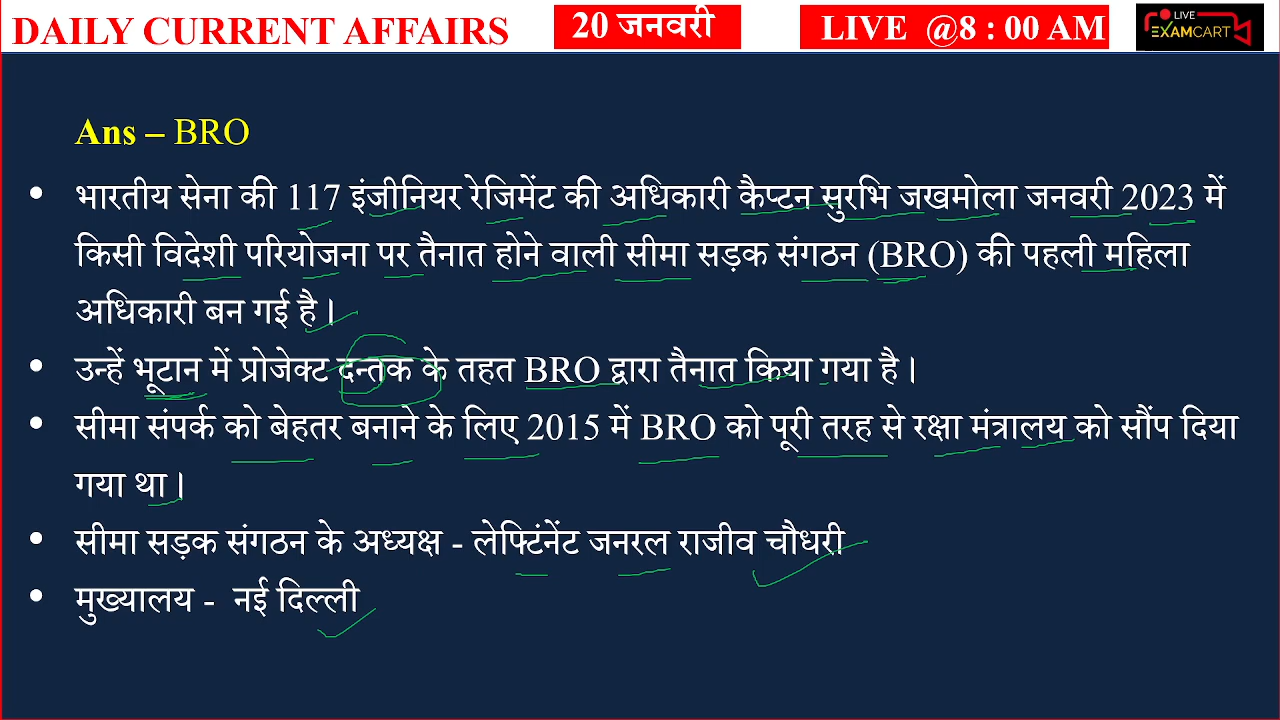 DAILY CURRENT AFFAIRS
20 जनवरी
LIVE @8 : 00 AM
LIVE
EXAMCART
Ans – BRO
• भारतीय सेना की 117 इंजीनियर रेजिमेंट की अधिकारी कैप्टन सुरभि जखमोला जनवरी 2023 में
किसी विदेशी परियोजना पर तैनात होने वाली सीमा सड़क संगठन (BRO) की पहली महिला
अधिकारी बन गई है।
• उन्हें भूटान में प्रोजेक्ट दन्तक के तहत BRO द्वारा तैनात किया गया है।
• सीमा संपर्क को बेहतर बनाने के लिए 2015 में BRO को पूरी तरह से रक्षा मंत्रालय को सौंप दिया
गया था।
• सीमा सड़क संगठन के अध्यक्ष - लेफ्टिनेंट जनरल राजीव चौधरी
• मुख्यालय - नई दिल्ली